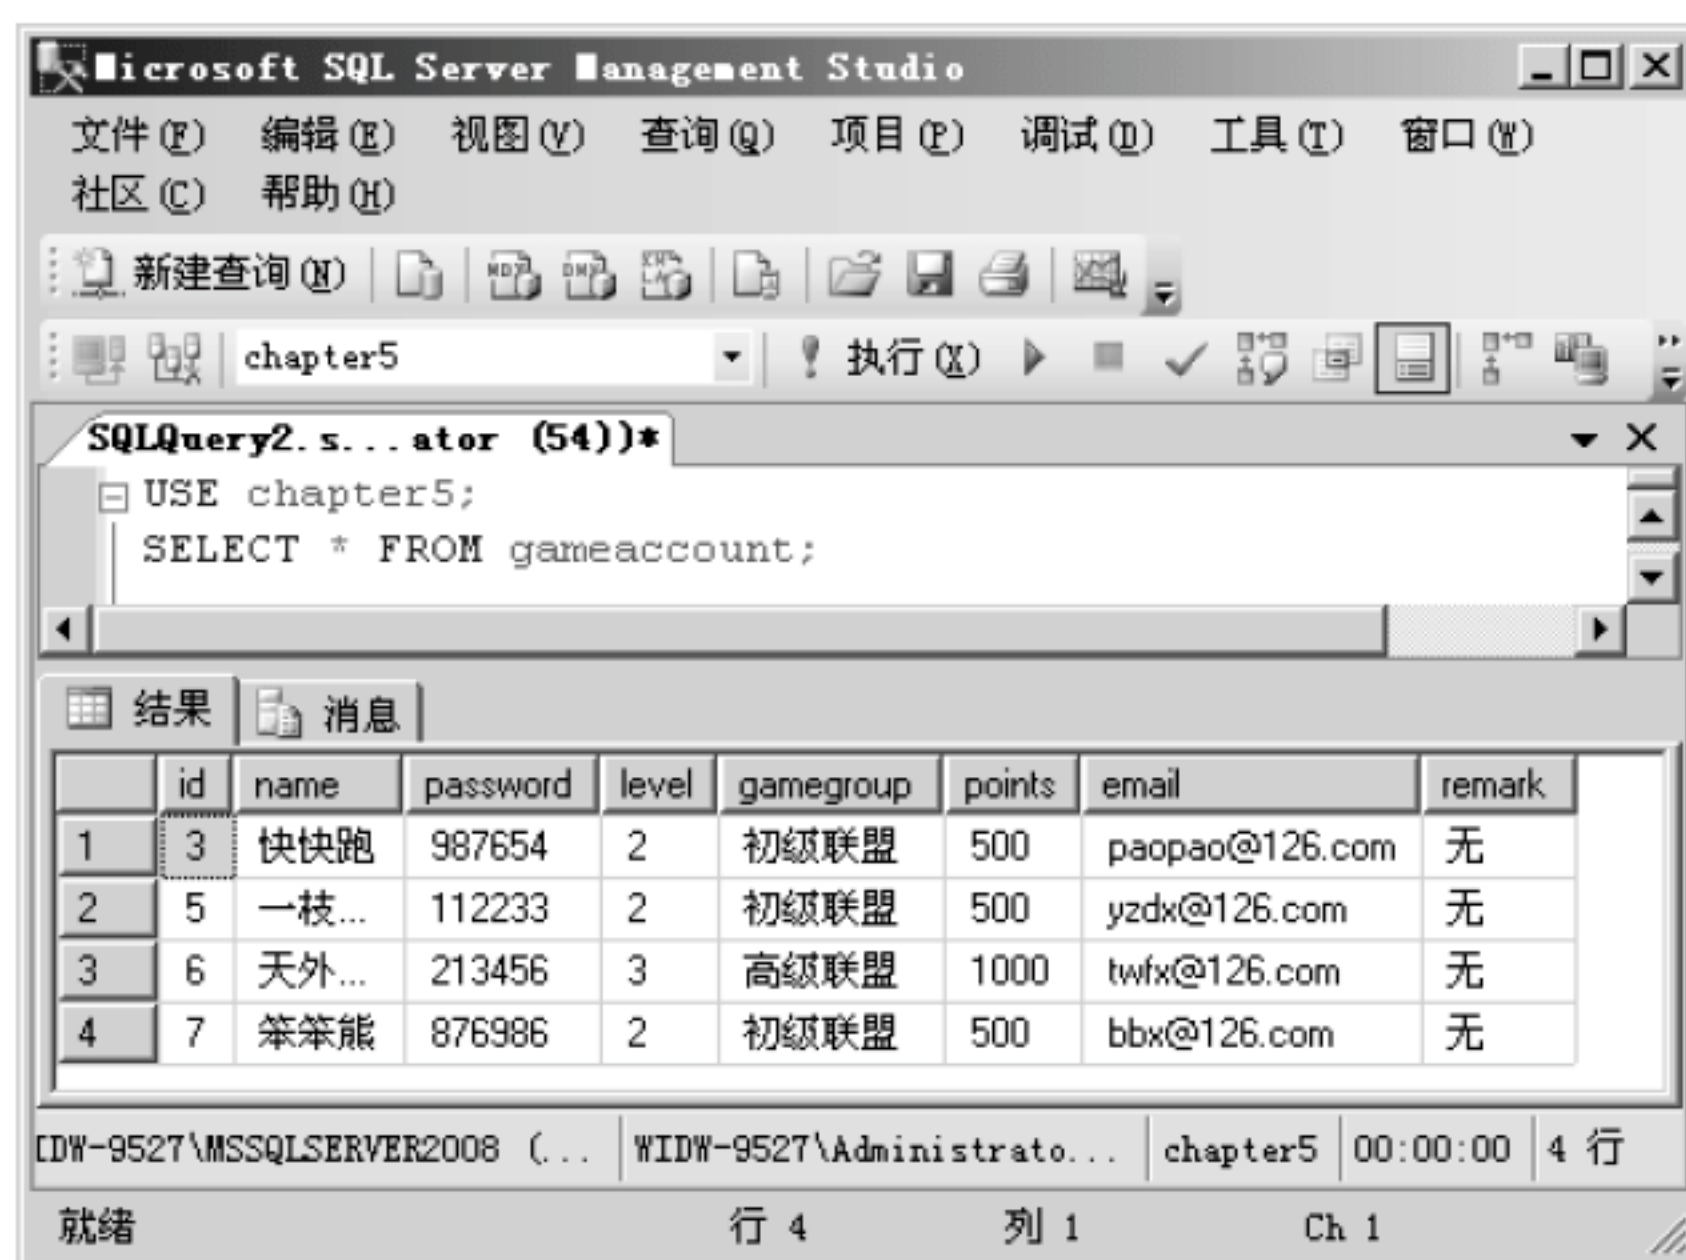 Microsoft SQL Server Management Studio
文件(F) 编辑(E) 视图(V) 查询(Q) 项目(P) 调试(D) 工具(T) 窗口(W)
社区(C) 帮助(H)
新建查询(N)
chapter5 执行(X)
SQLQuery2.s...ator (54))*
USE chapter5;
SELECT * FROM gameaccount;
结果 消息
id name password level gamegroup points email remark
1 3 快快跑 987654 2 初级联盟 500 paopao@126.com 无
2 5 一枝... 112233 2 初级联盟 500 yzdx@126.com 无
3 6 天外... 213456 3 高级联盟 1000 twfx@126.com 无
4 7 笨笨熊 876986 2 初级联盟 500 bbx@126.com 无
IDW-9527\MSSQLSERVER2008 (... WIDW-9527\Administrato... chapter5 00:00:00 4 行
就绪 行 4 列 1 Ch 1